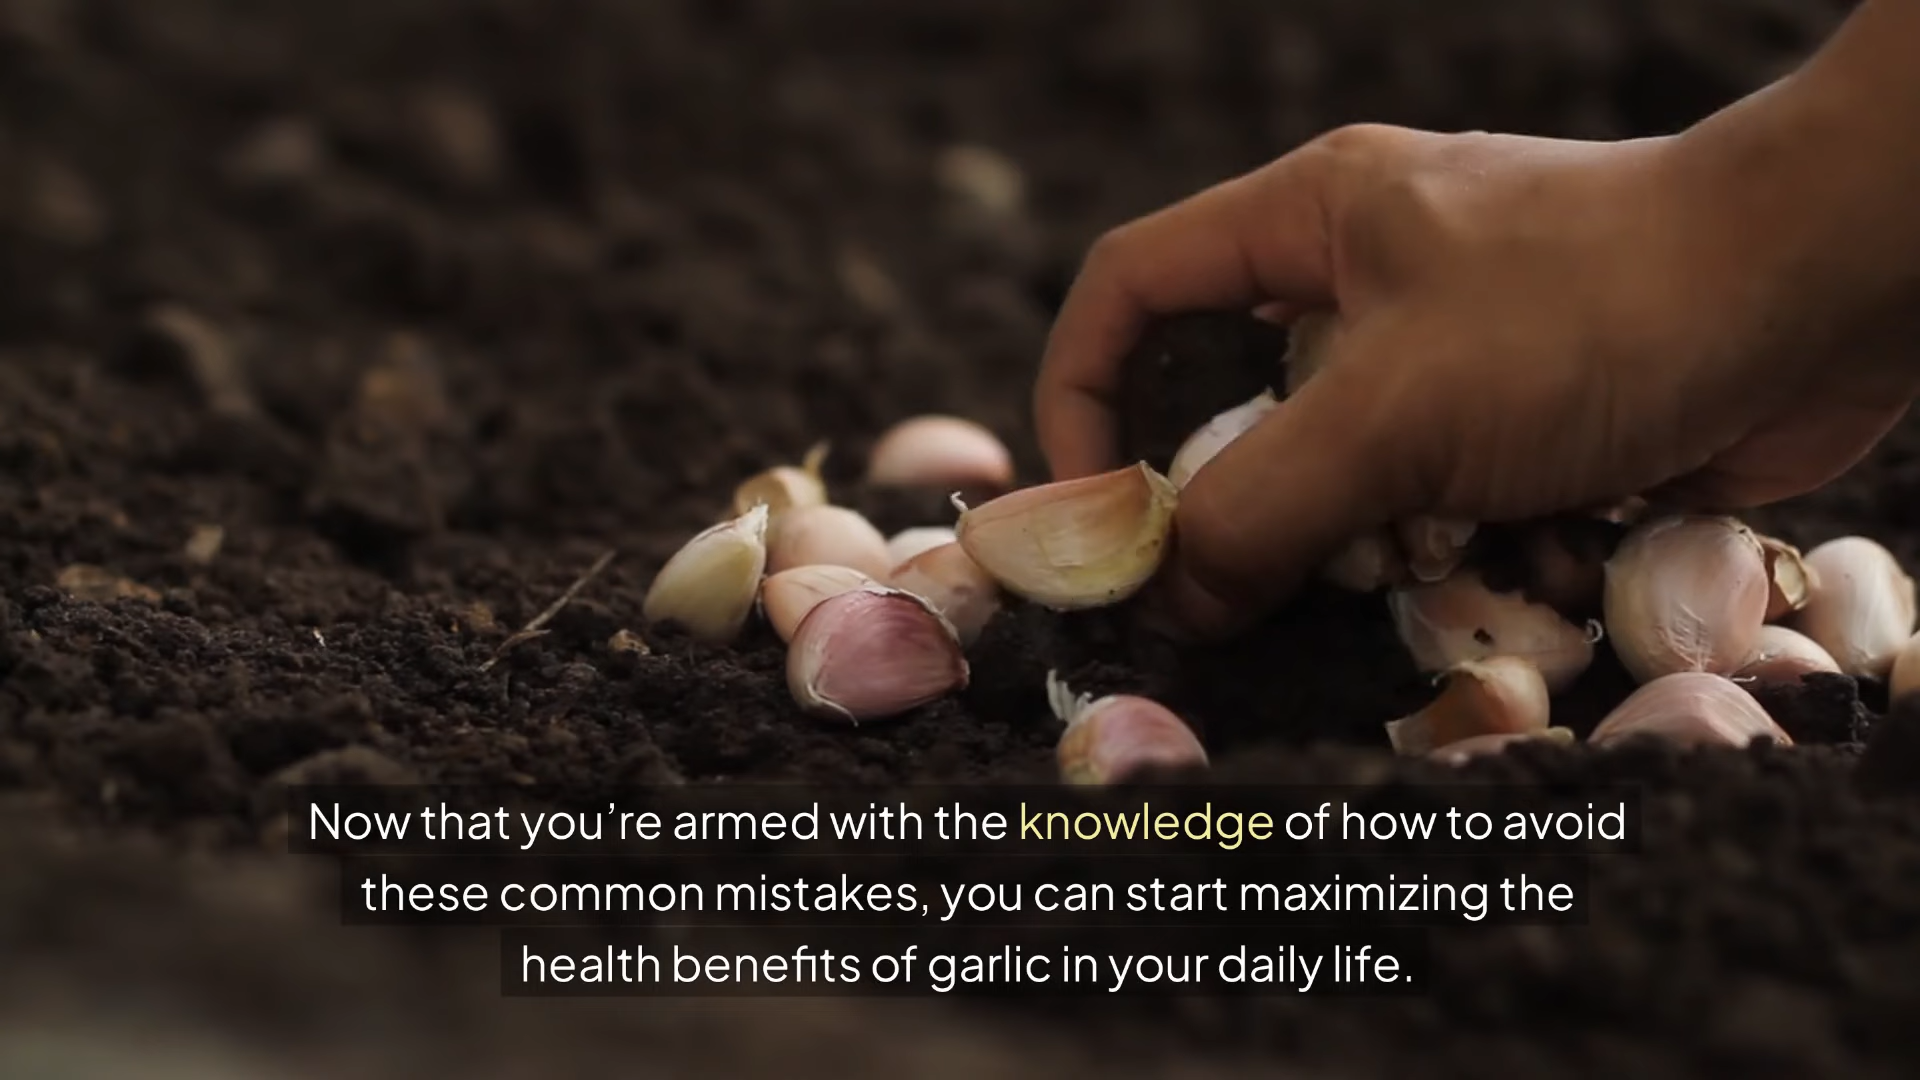 Now that you’re armed with the knowledge of how to avoid
these common mistakes, you can start maximizing the
health benefits of garlic in your daily life.